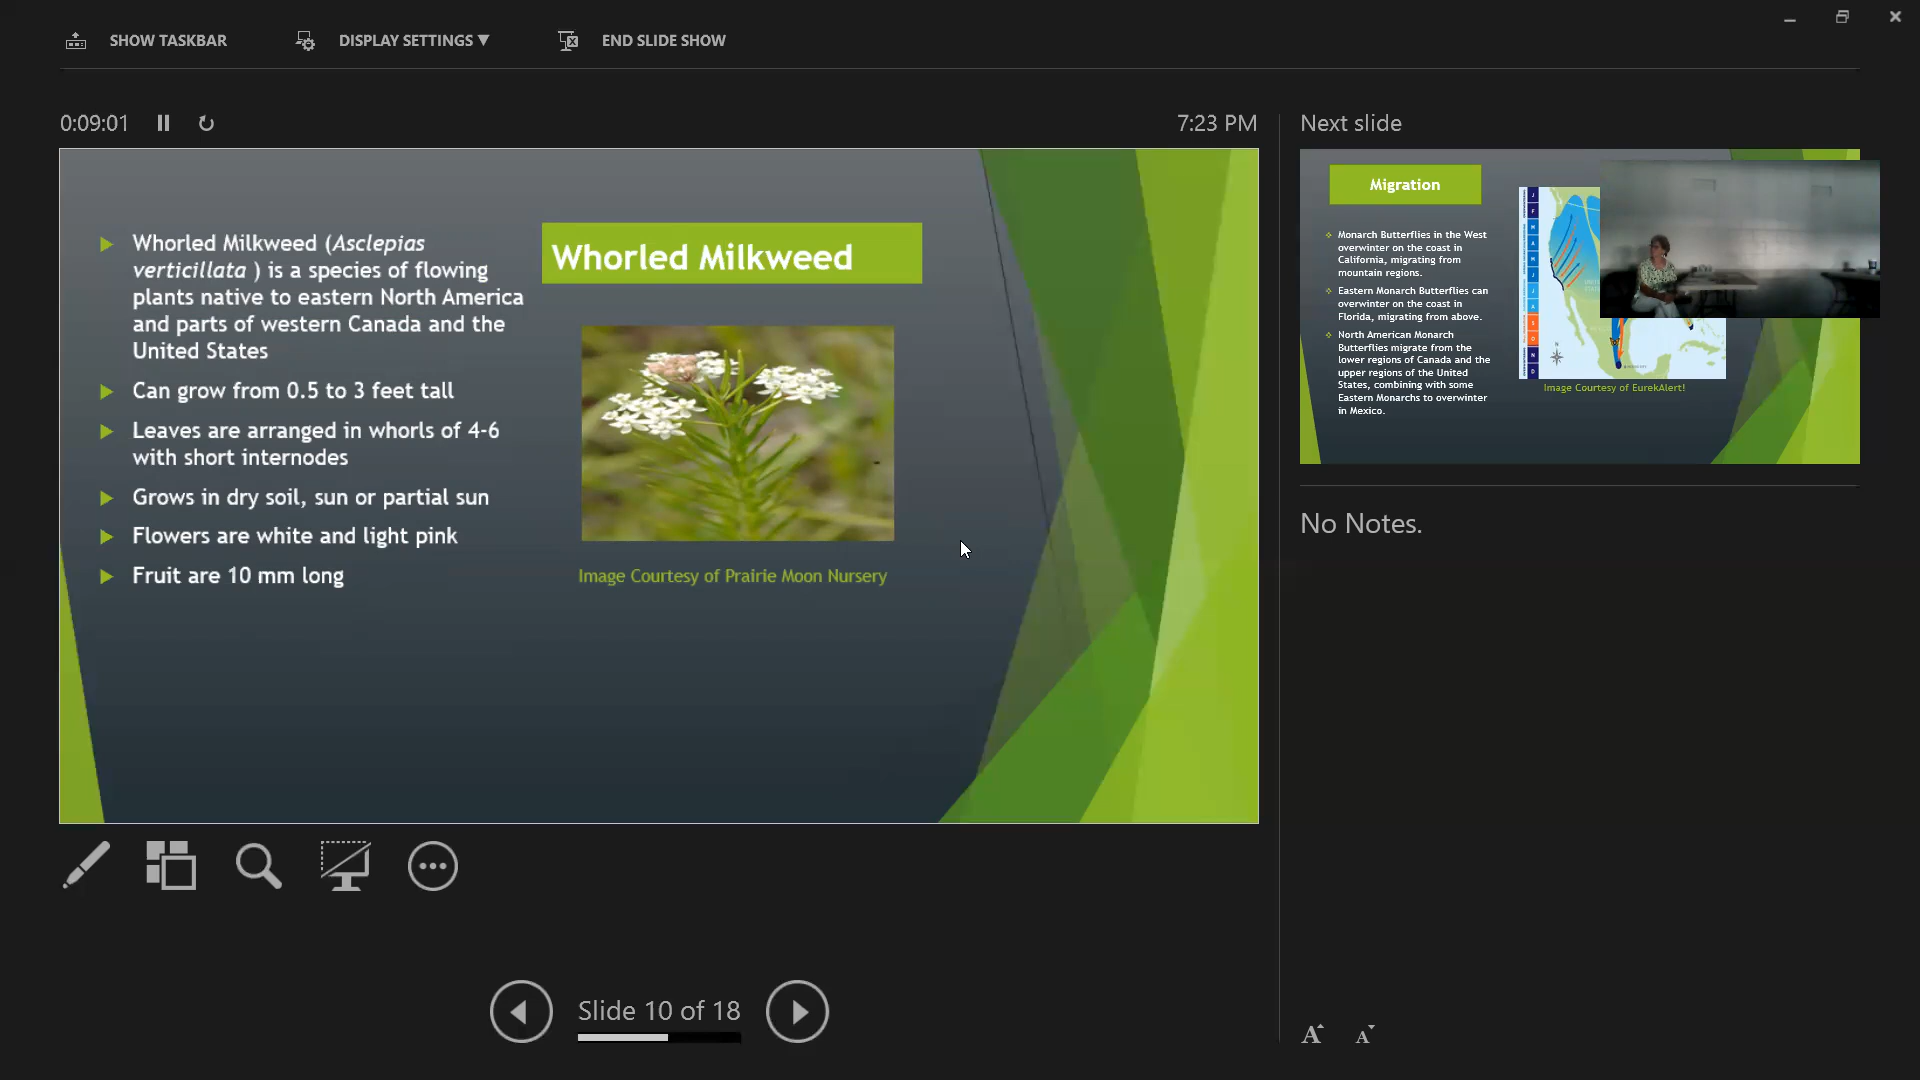 SHOW TASKBAR
DISPLAY SETTINGS ▼
END SLIDE SHOW
0:09:01
7:23 PM
Next slide
Whorled Milkweed (Asclepias
verticillata ) is a species of flowing
plants native to eastern North America
and parts of western Canada and the
United States
Can grow from 0.5 to 3 feet tall
Leaves are arranged in whorls of 4-6
with short internodes
Grows in dry soil, sun or partial sun
Flowers are white and light pink
Fruit are 10 mm long
Whorled Milkweed
Image Courtesy of Prairie Moon Nursery
Migration
Monarch Butterflies in the West
overwinter on the coast in
California, migrating from
mountain regions.
Eastern Monarch Butterflies can
overwinter on the coast in
Florida, migrating from above.
North American Monarch
Butterflies migrate from the
lower regions of Canada and the
upper regions of the United
States, combining with some
Eastern Monarchs to overwinter
in Mexico.
J
F
M
A
M
J
J
A
S
O
N
D
N
Image Courtesy of EurekAlert!
No Notes.
Slide 10 of 18
A
A